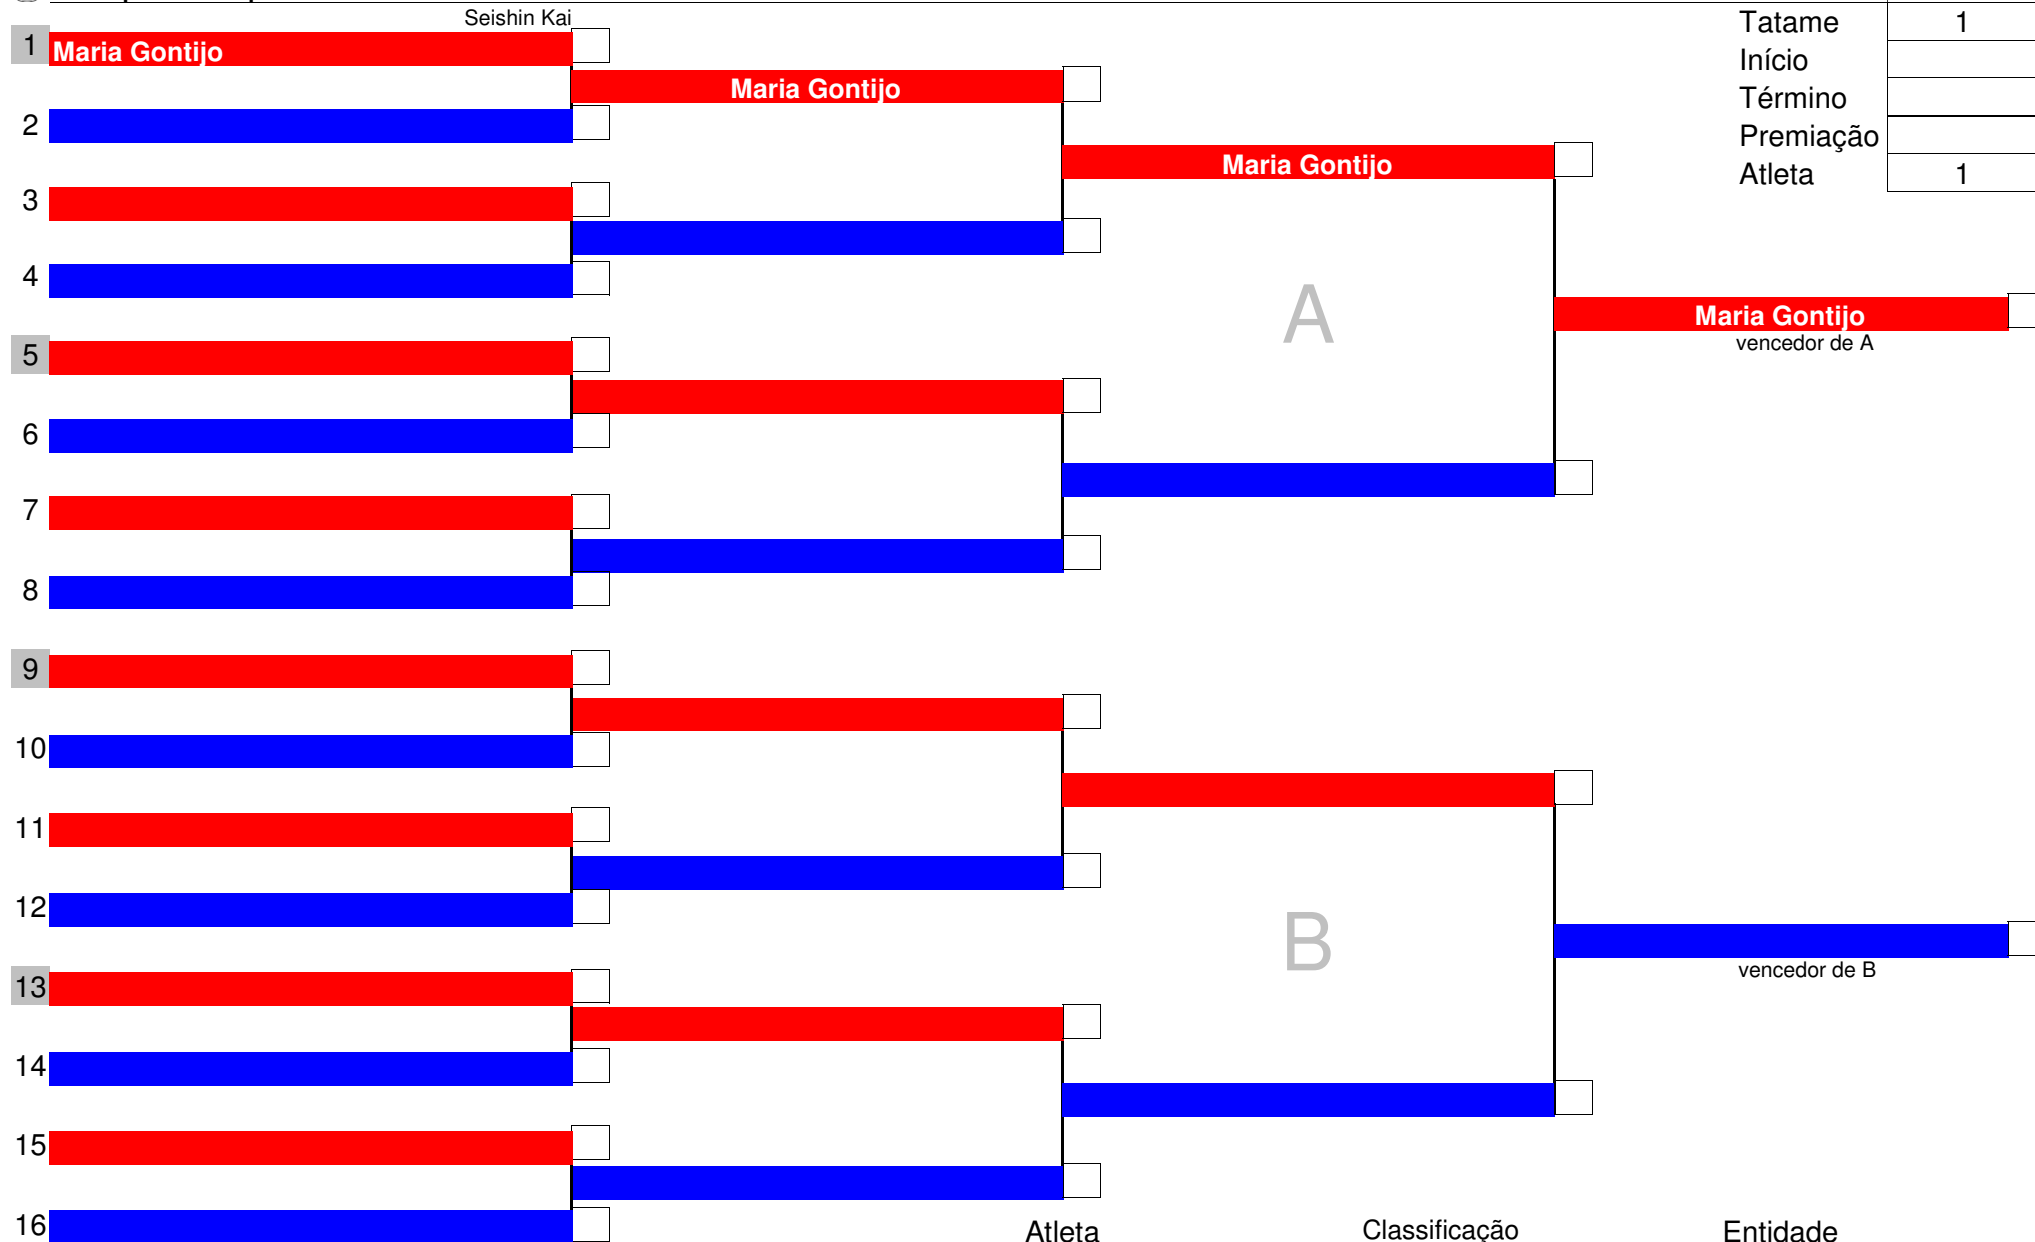 Seishin Kai
Tatame 1
1 Maria Gontijo
Início
Maria Gontijo
Término
2
Premiação
Maria Gontijo
Atleta 1
3
4
A
Maria Gontijo
vencedor de A
5
6
7
8
9
10
11
12
B
vencedor de B
13
14
15
16
Atleta Classificação Entidade